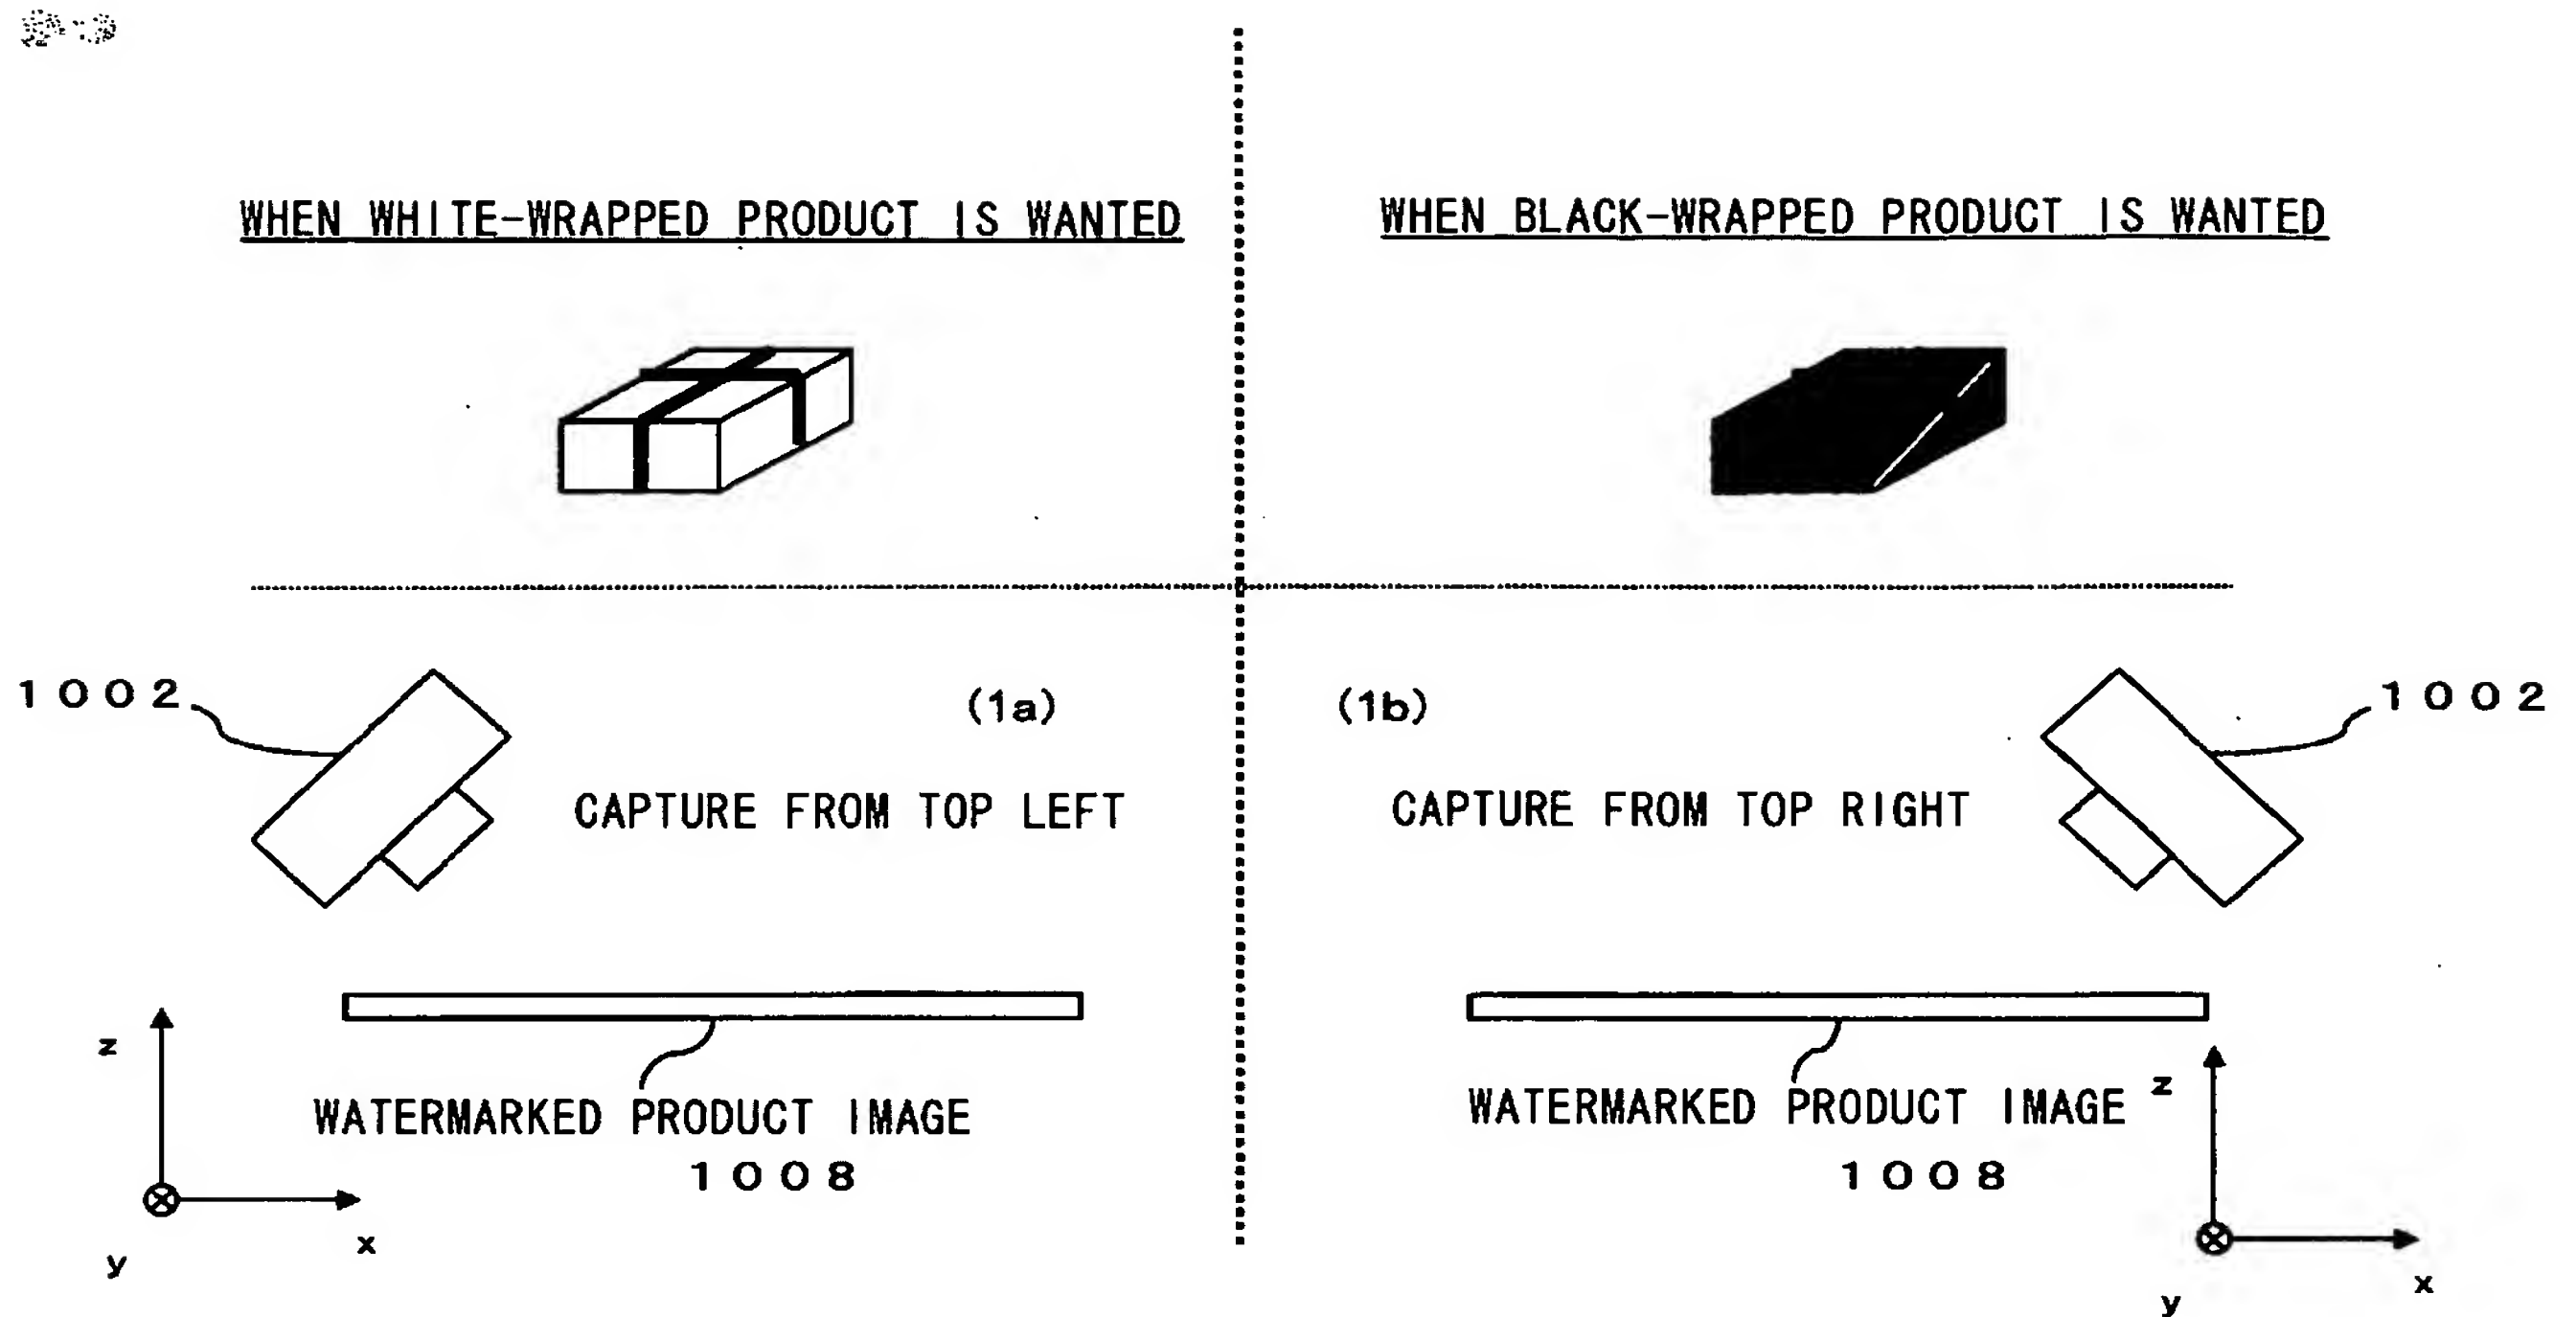 WHEN WHITE-WRAPPED PRODUCT IS WANTED
WHEN BLACK-WRAPPED PRODUCT IS WANTED
1002
(1a)
CAPTURE FROM TOP LEFT
(1b)
1002
CAPTURE FROM TOP RIGHT
z
WATERMARKED PRODUCT IMAGE
1008
x
y
WATERMARKED PRODUCT IMAGE
1008
z
x
y